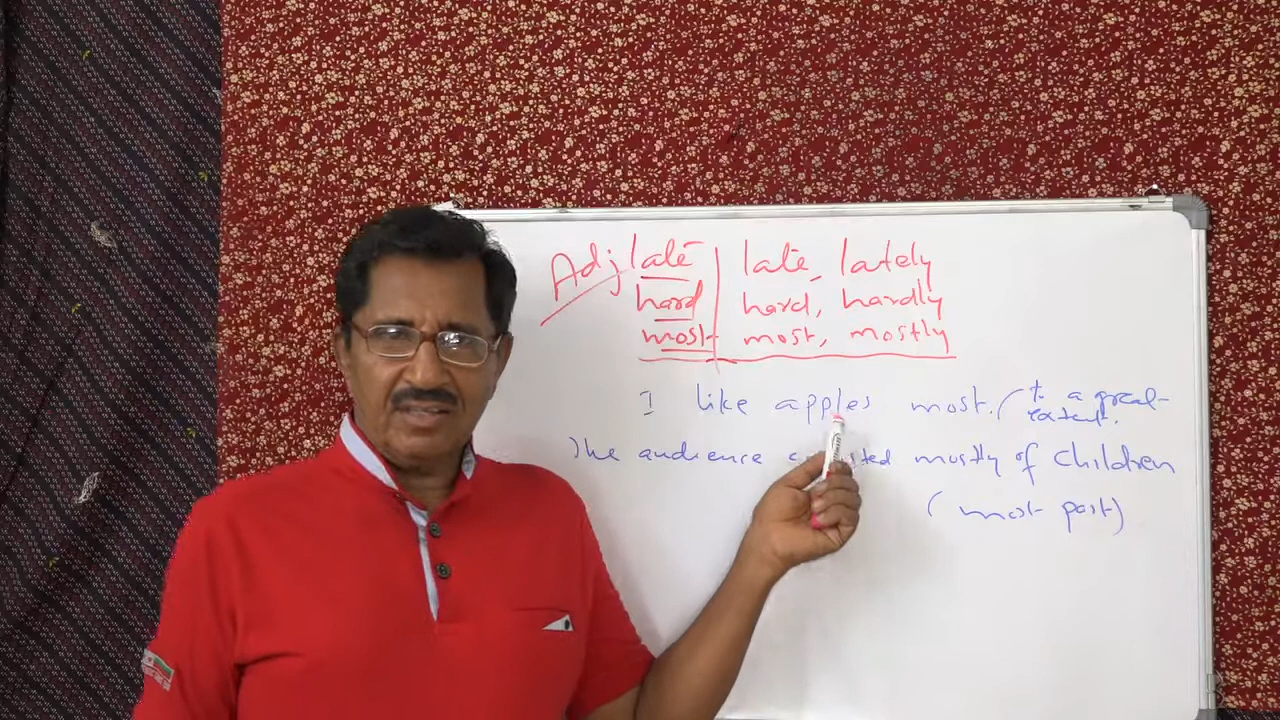 Adj late | late, lately
hard | hard, hardly
most | most, mostly
I like apples most. (to a great extent.
The audience mostly of children
(most part)